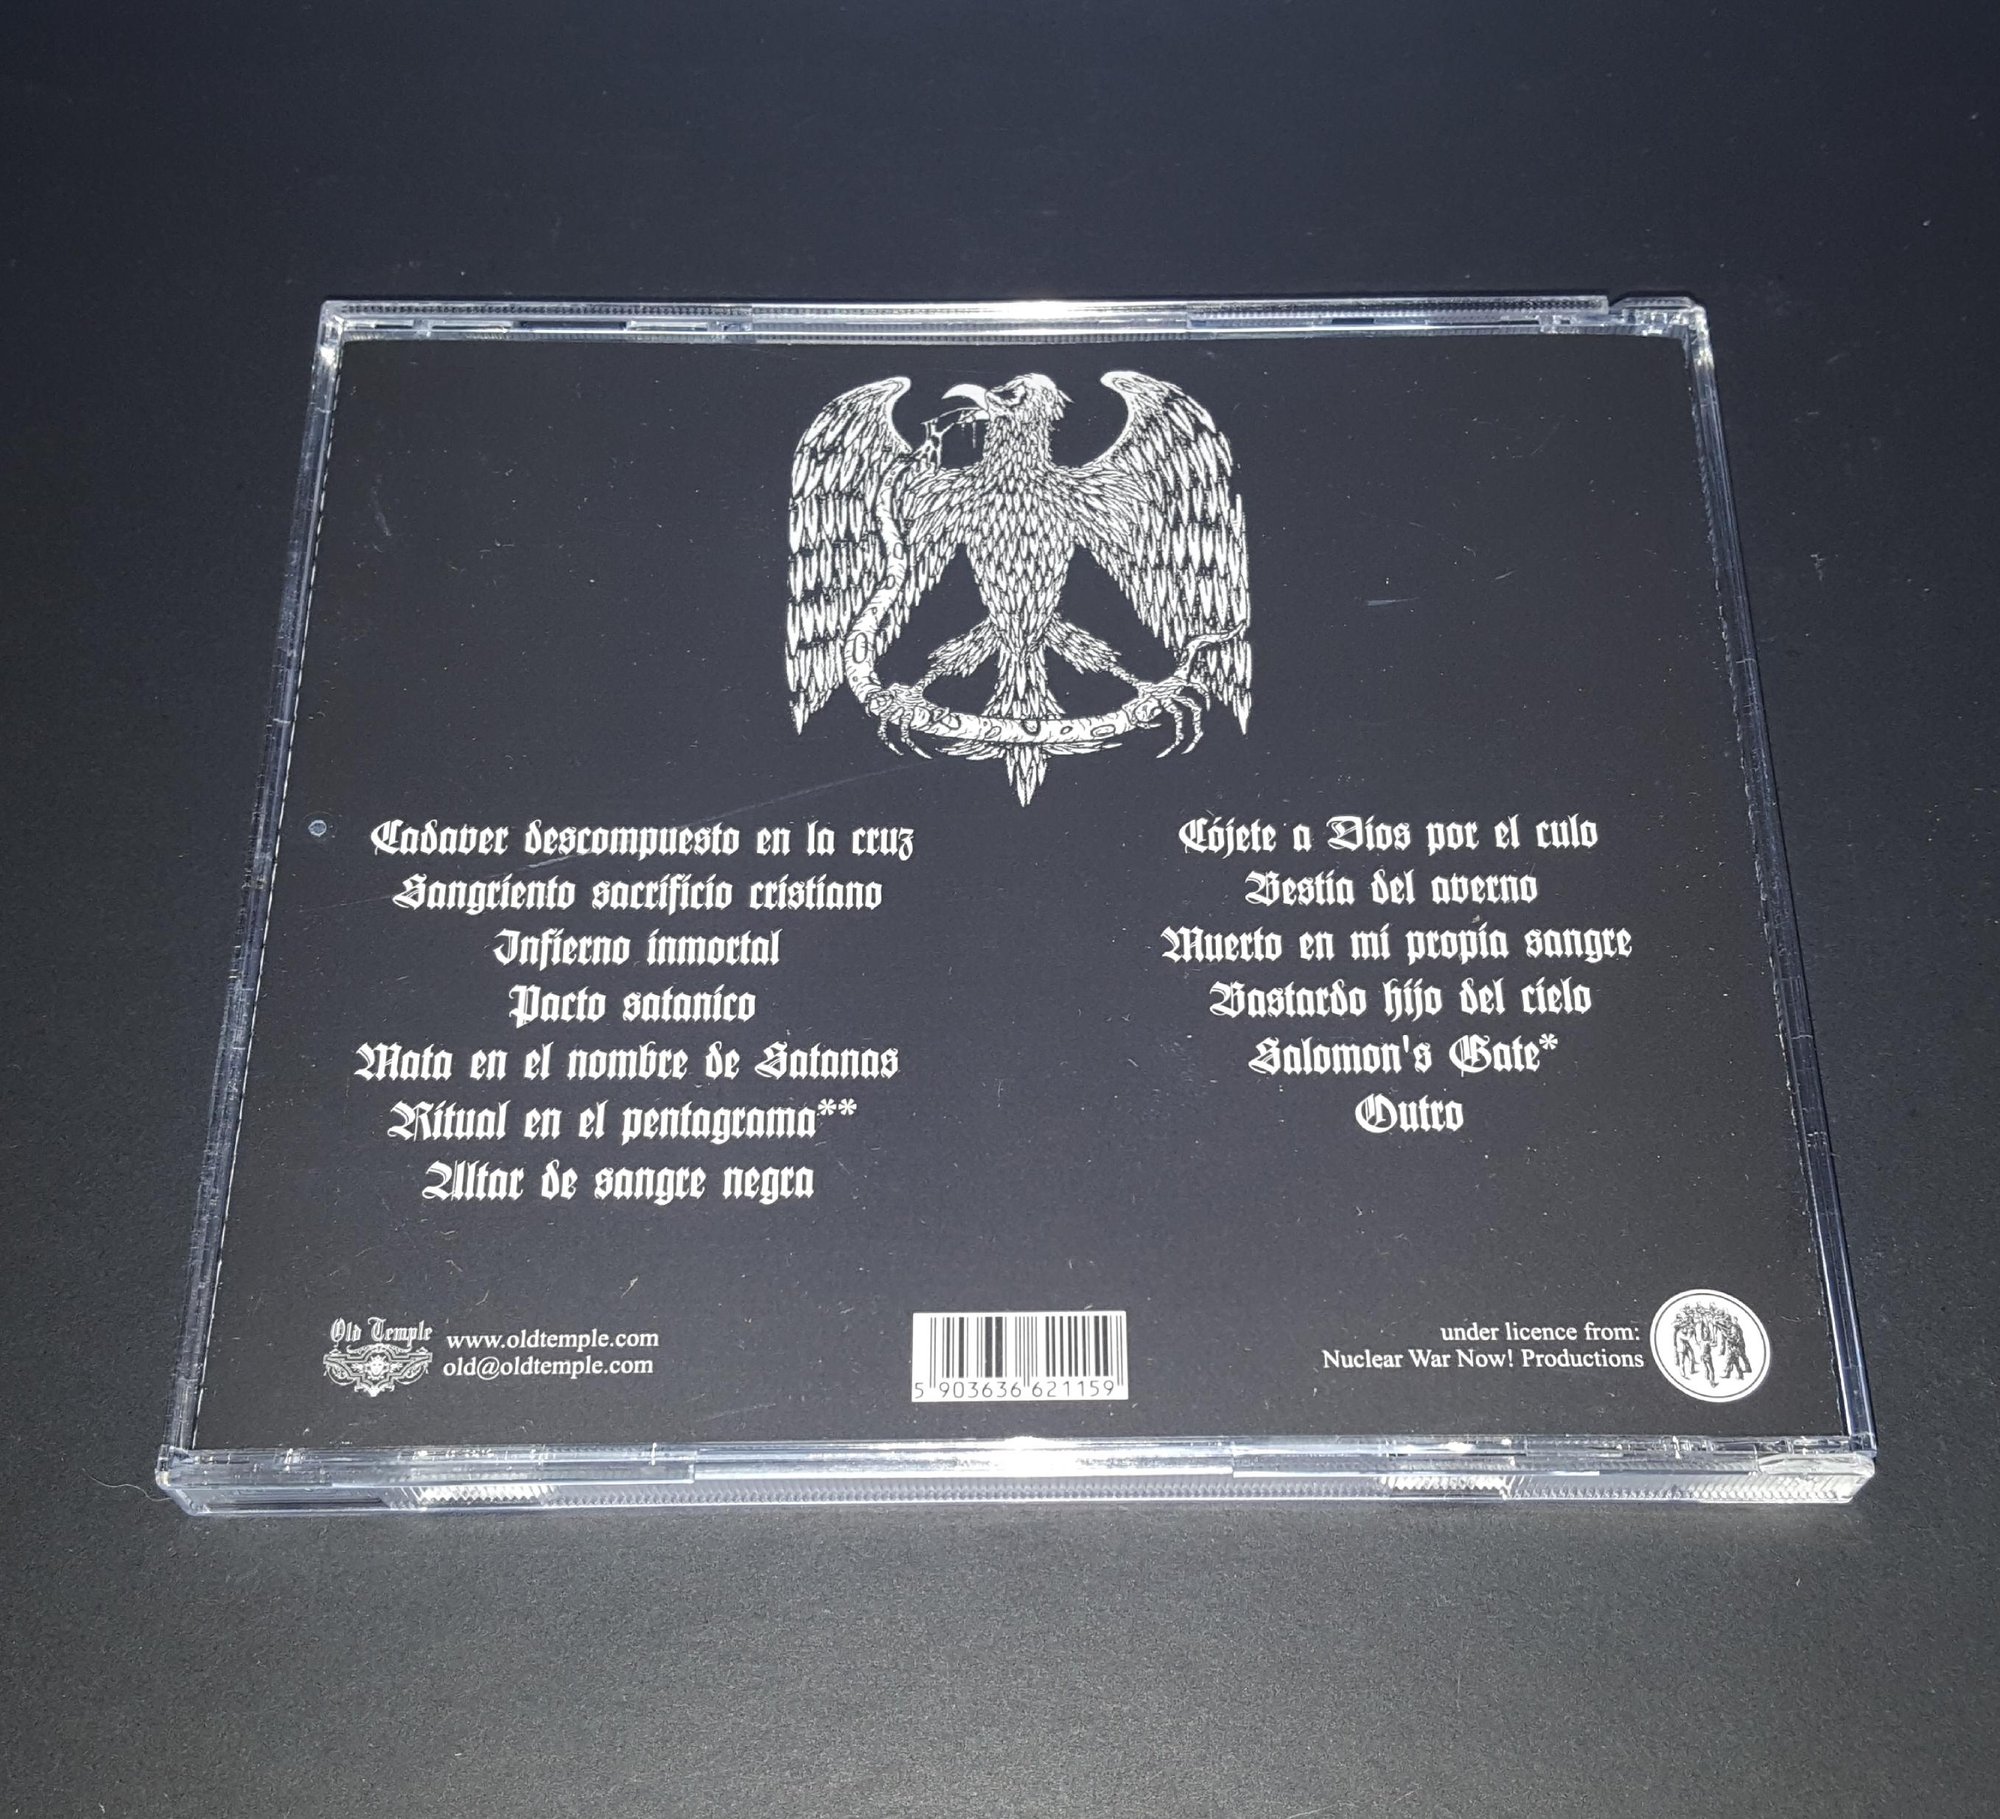 Cadaver descompuesto en la cruz
Sangriento sacrificio cristiano
Infierno inmortal
Pacto satanico
Mata en el nombre de Satanas
Ritual en el pentagrama**
Altar de sangre negra
Cójete a Dios por el culo
Bestia del averno
Muerto en mi propia sangre
Bastardo hijo del cielo
Salomon's Gate*
Outro
Old Temple
www.oldtemple.com
old@oldtemple.com
5 903636 621159
under licence from:
Nuclear War Now! Productions